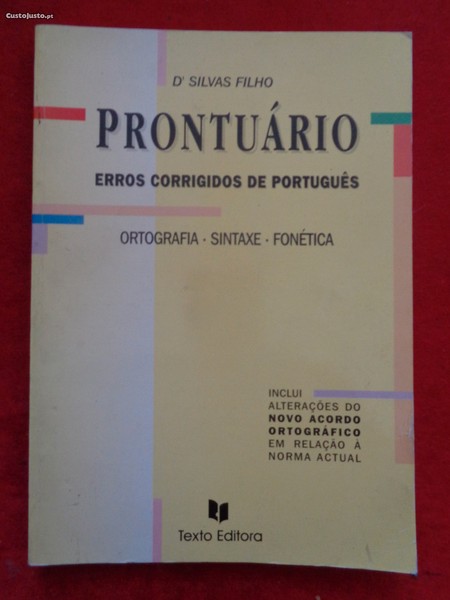 CustoJusto.pt
D' SILVAS FILHO
PRONTUÁRIO
ERROS CORRIGIDOS DE PORTUGUÊS
ORTOGRAFIA · SINTAXE · FONÉTICA
INCLUI
ALTERAÇÕES DO
NOVO ACORDO
ORTOGRÁFICO
EM RELAÇÃO À
NORMA ACTUAL
Texto Editora